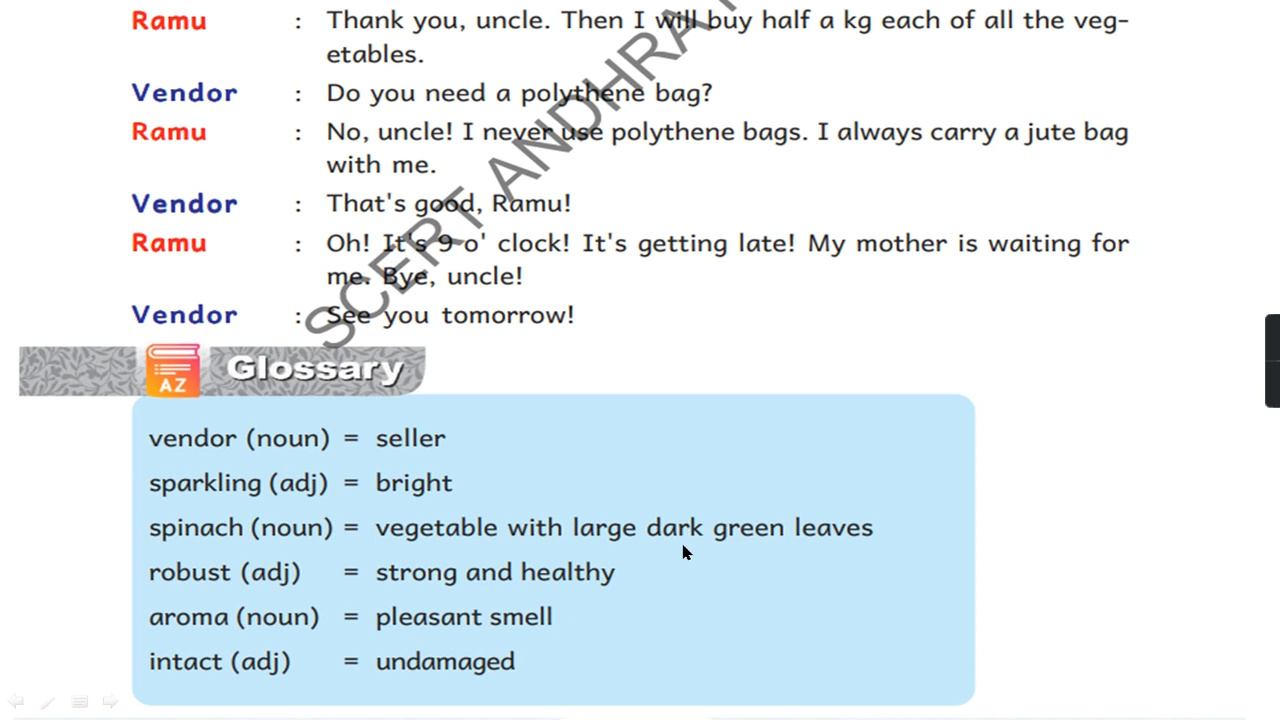 Ramu : Thank you, uncle. Then I will buy half a kg each of all the veg-
etables.
Vendor : Do you need a polythene bag?
Ramu : No, uncle! I never use polythene bags. I always carry a jute bag
with me.
Vendor : That's good, Ramu!
Ramu : Oh! It's 9 o' clock! It's getting late! My mother is waiting for
me. Bye, uncle!
Vendor : See you tomorrow!
SCERT ANDHRA
AZ
Glossary
vendor (noun) = seller
sparkling (adj) = bright
spinach (noun) = vegetable with large dark green leaves
robust (adj) = strong and healthy
aroma (noun) = pleasant smell
intact (adj) = undamaged